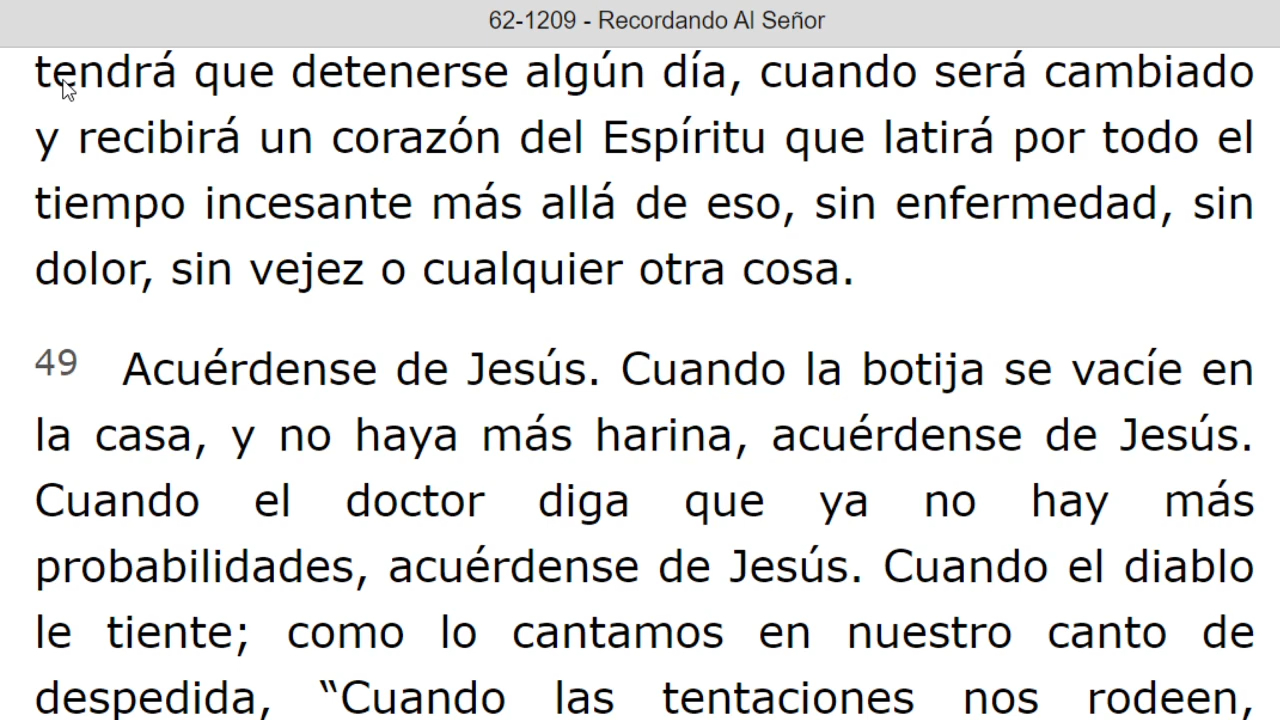 62-1209 - Recordando Al Señor
tendrá que detenerse algún día, cuando será cambiado
y recibirá un corazón del Espíritu que latirá por todo el
tiempo incesante más allá de eso, sin enfermedad, sin
dolor, sin vejez o cualquier otra cosa.
49 Acuérdense de Jesús. Cuando la botija se vacíe en
la casa, y no haya más harina, acuérdense de Jesús.
Cuando el doctor diga que ya no hay más
probabilidades, acuérdense de Jesús. Cuando el diablo
le tiente; como lo cantamos en nuestro canto de
despedida, “Cuando las tentaciones nos rodeen,